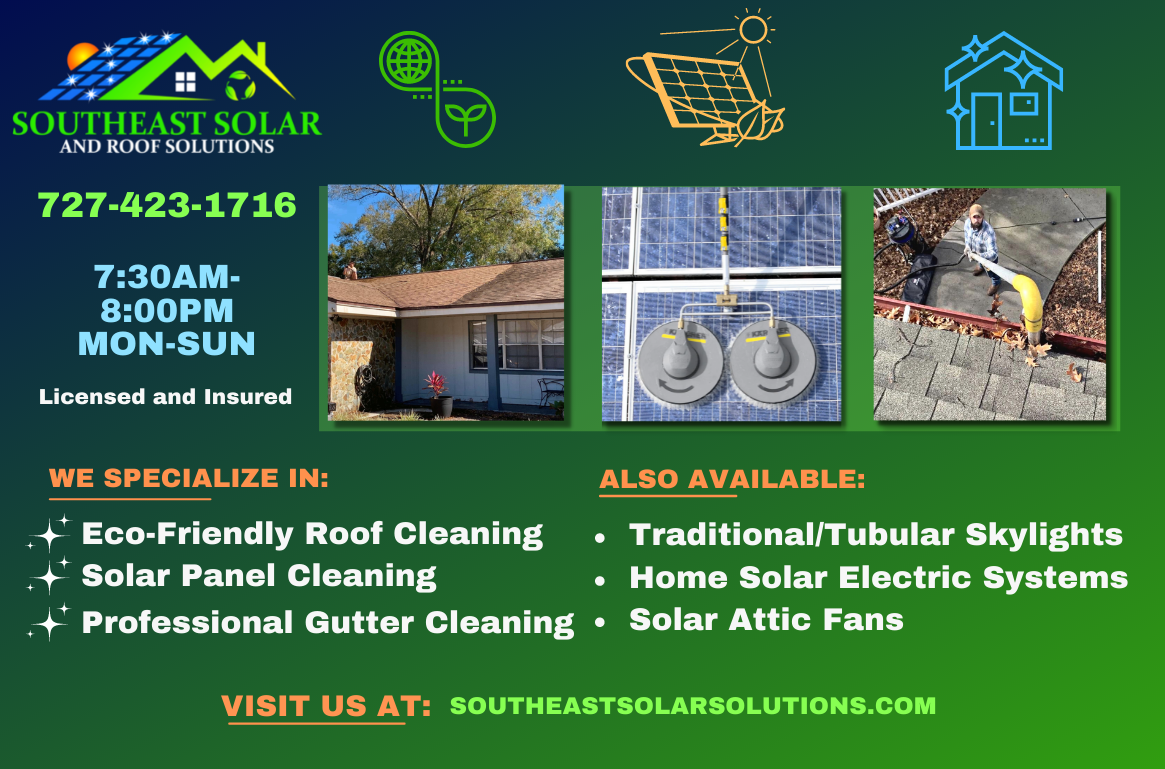 SOUTHEAST SOLAR
AND ROOF SOLUTIONS
727-423-1716
7:30AM-
8:00PM
MON-SUN
Licensed and Insured
WE SPECIALIZE IN:
Eco-Friendly Roof Cleaning
Solar Panel Cleaning
Professional Gutter Cleaning
ALSO AVAILABLE:
• Traditional/Tubular Skylights
• Home Solar Electric Systems
• Solar Attic Fans
VISIT US AT: SOUTHEASTSOLARSOLUTIONS.COM